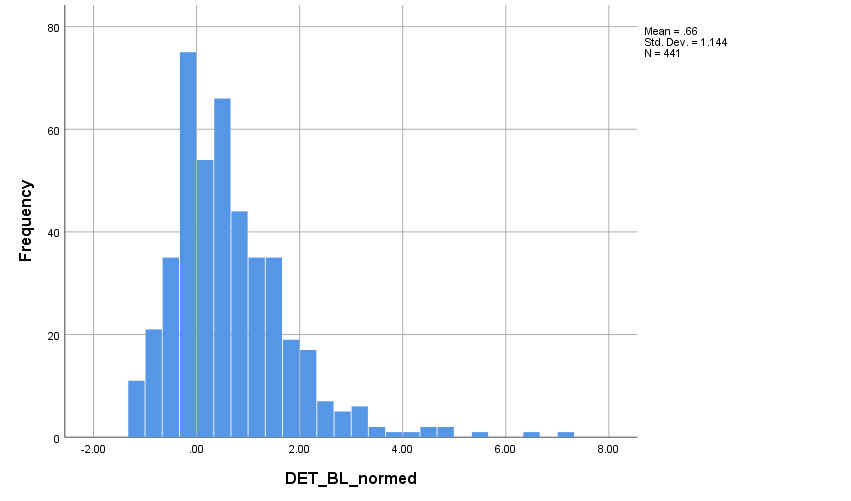 80
60
40
20
0
Frequency
-2.00
.00
2.00
4.00
6.00
8.00
DET_BL_normed
Mean = .66
Std. Dev. = 1.144
N = 441